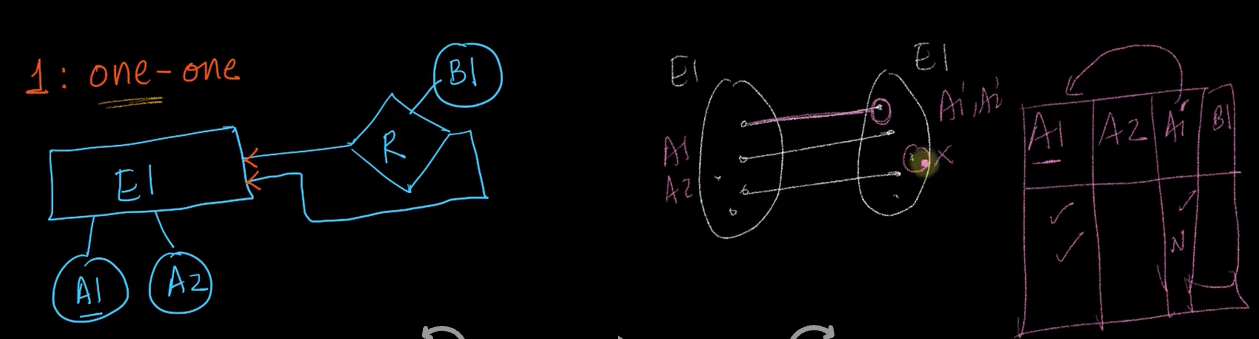 1: one-one
B1
R
E1
A1
A2
E1
E1
A1
A2
A1', A2'
x
A1 A2 A1' B1
N